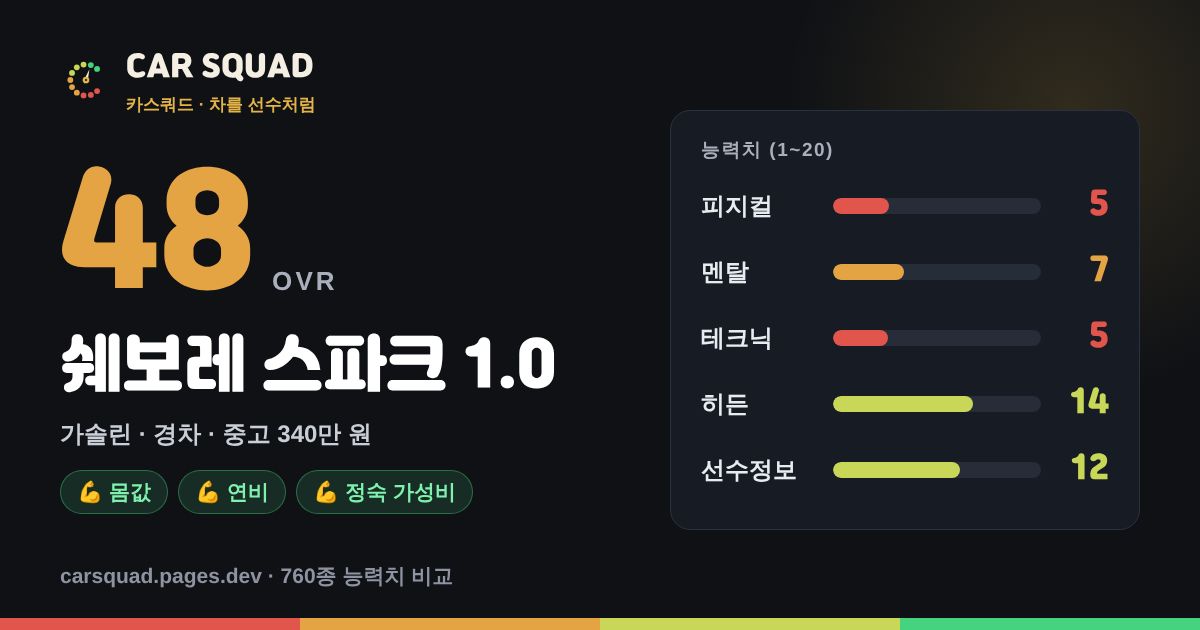 CAR SQUAD
카스쿼드 · 차를 선수처럼
48 OVR
쉐보레 스파크 1.0
가솔린 · 경차 · 중고 340만 원
💪 몸값 💪 연비 💪 정숙 가성비
carsquad.pages.dev · 760종 능력치 비교
능력치 (1~20)
피지컬 5
멘탈 7
테크닉 5
히든 14
선수정보 12